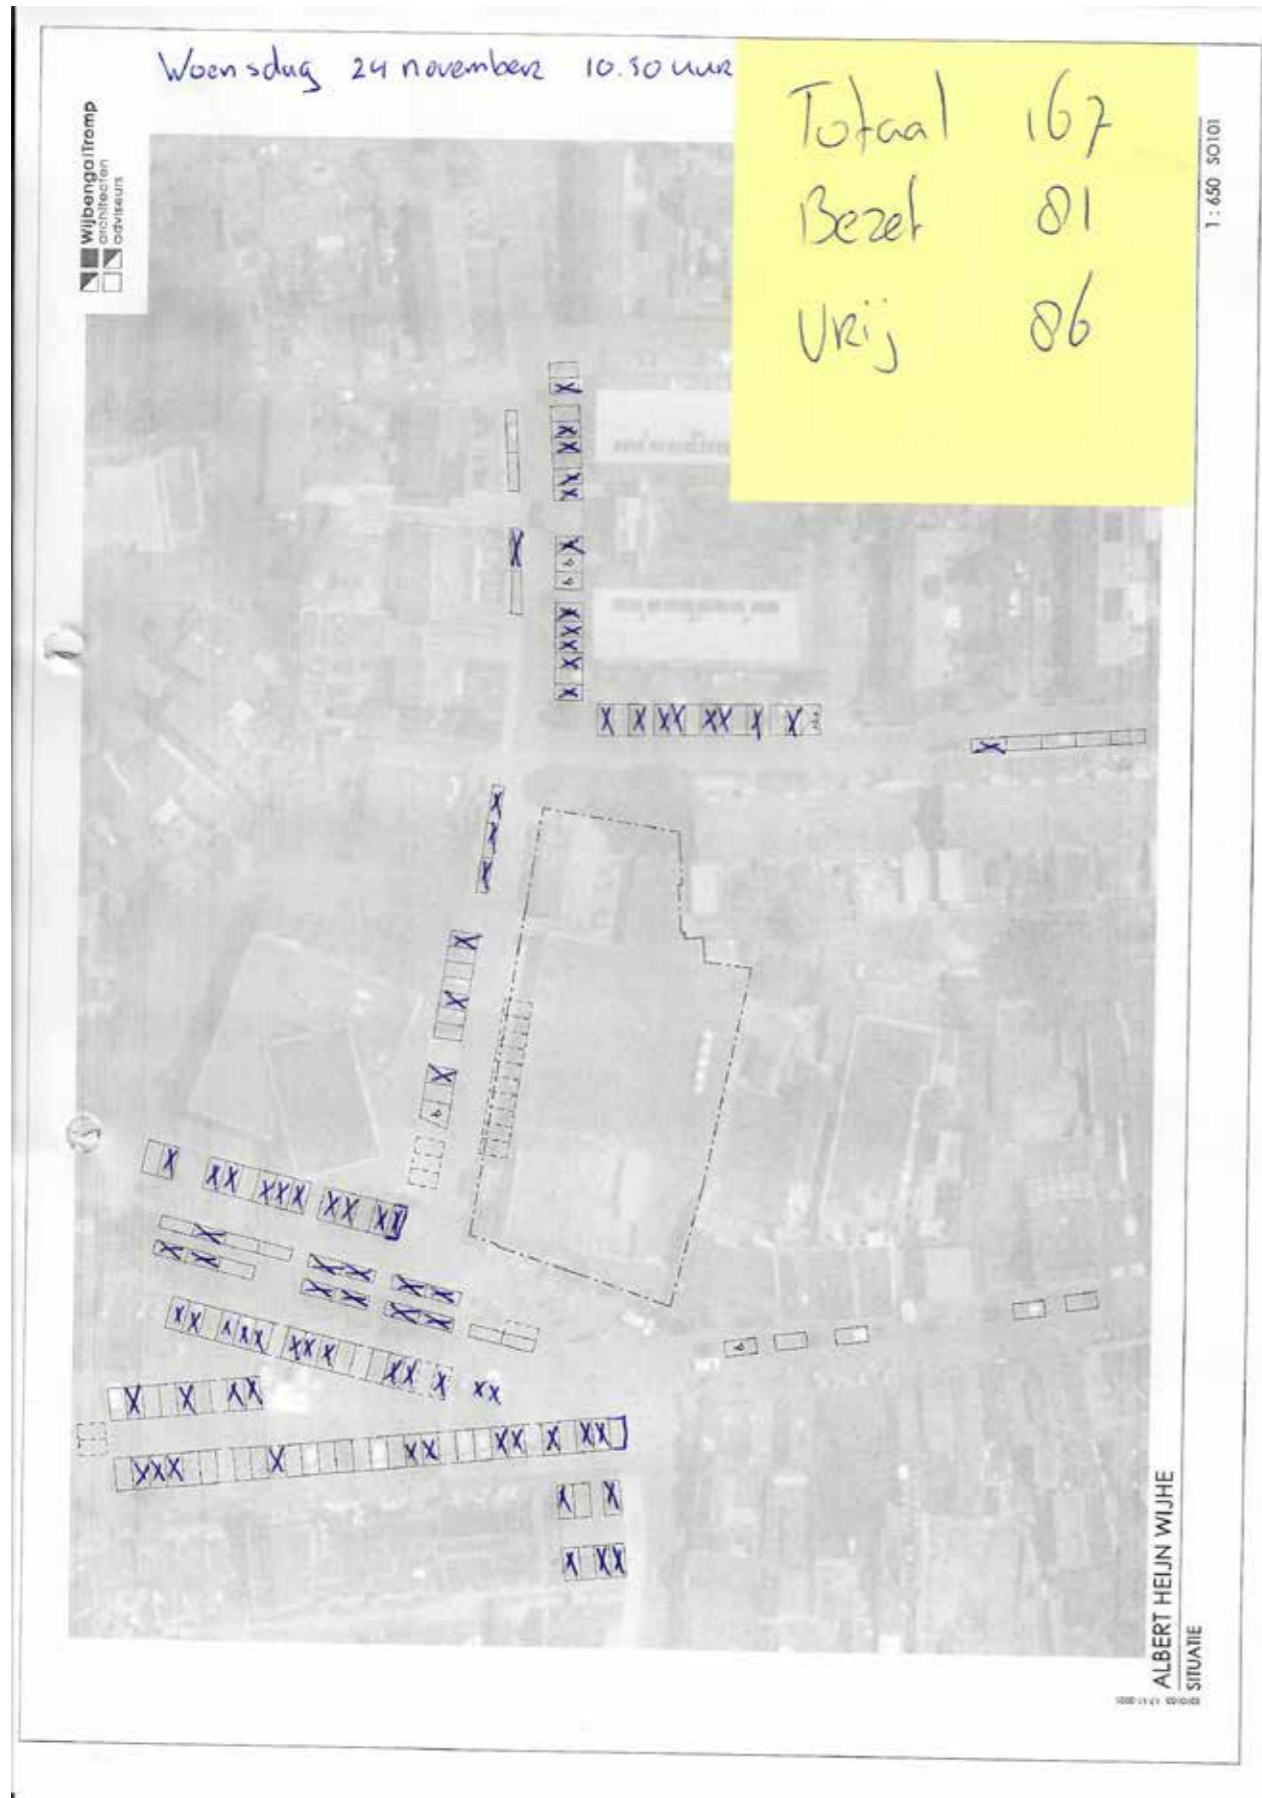 Woensdag 24 november 10.30 uur
Totaal 167
Bezet 81
Vrij 86
Wijbenga|Tromp
architecten
adviseurs
1 : 650 SO101
ALBERT HEIJN WIJHE
SITUATIE